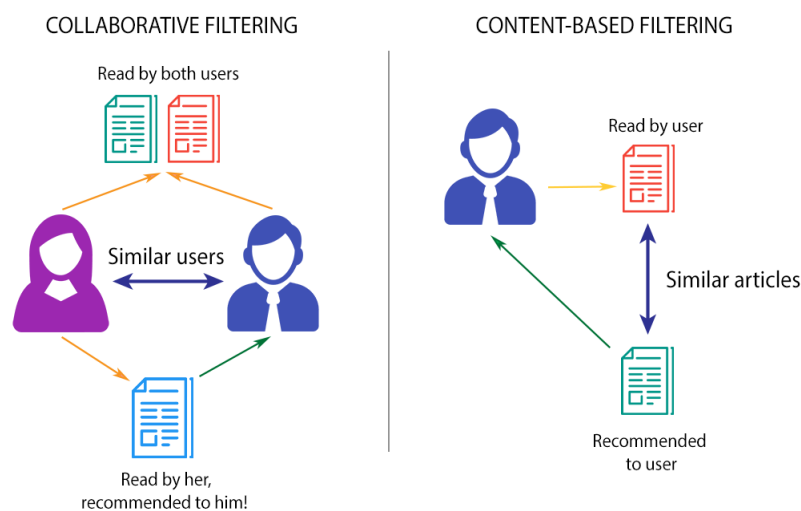 COLLABORATIVE FILTERING
Read by both users
Similar users
Read by her,
recommended to him!
CONTENT-BASED FILTERING
Read by user
Similar articles
Recommended
to user